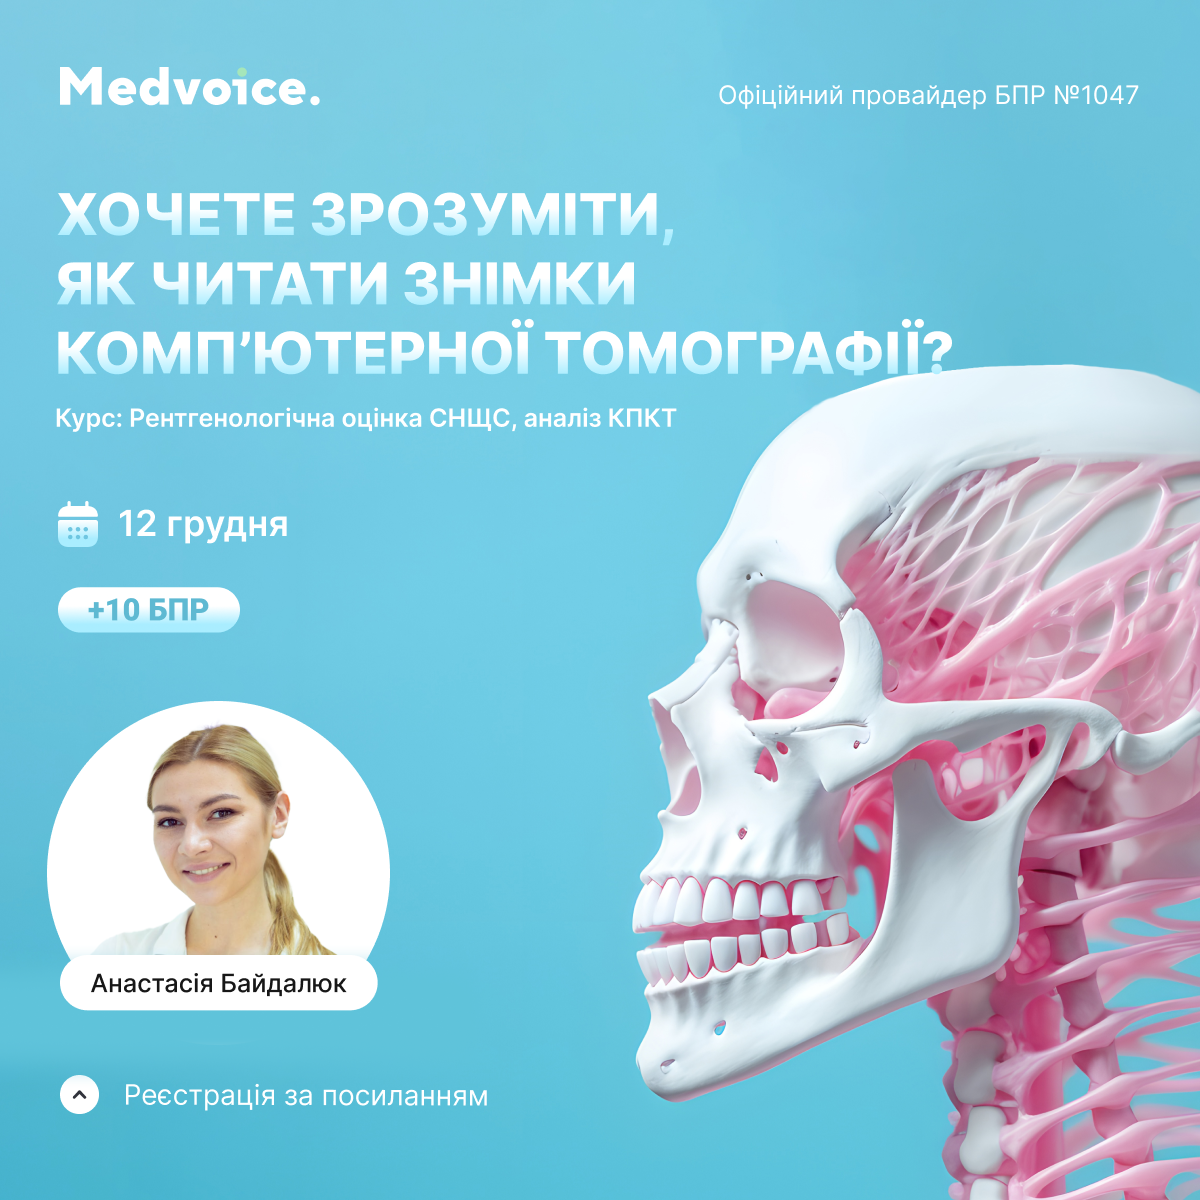 Medvoice.
Офіційний провайдер БПР №1047
ХОЧЕТЕ ЗРОЗУМІТИ,
ЯК ЧИТАТИ ЗНІМКИ
КОМП’ЮТЕРНОЇ ТОМОГРАФІЇ?
Курс: Рентгенологічна оцінка СНЩС, аналіз КПКТ
12 грудня
+10 БПР
Анастасія Байдалюк
Реєстрація за посиланням